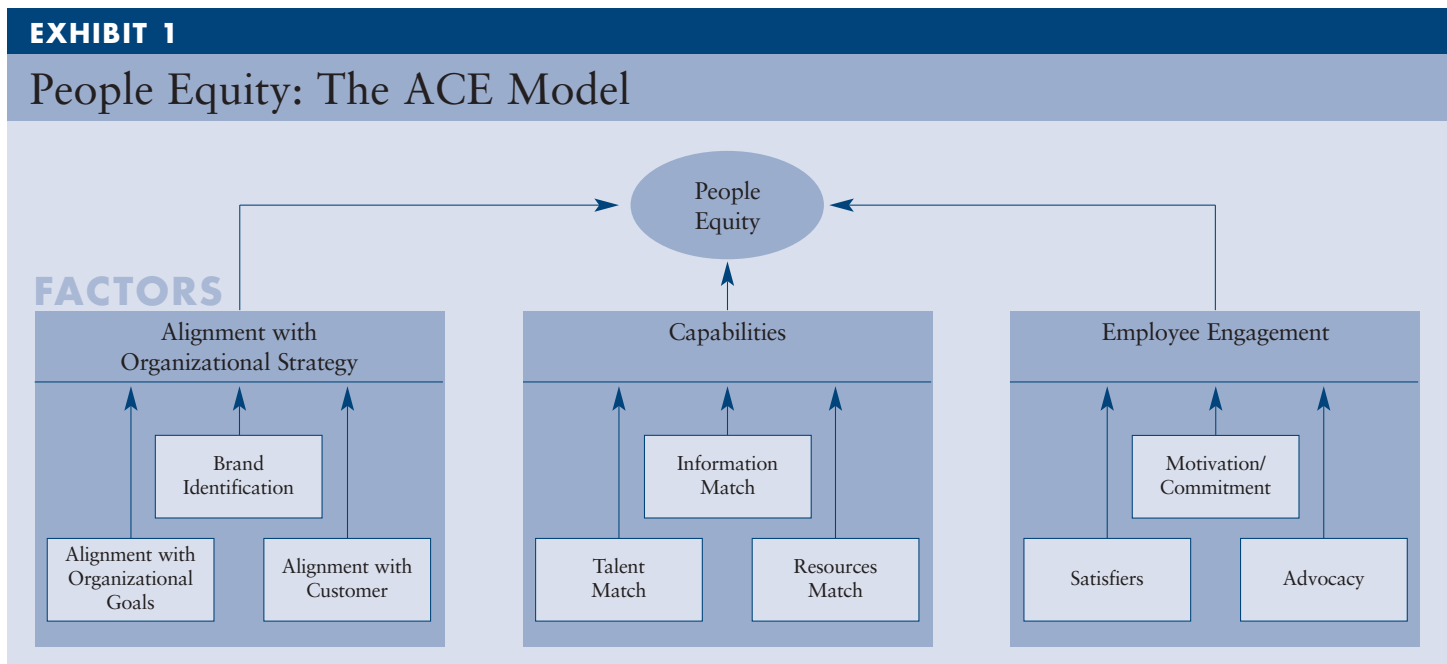 EXHIBIT 1
People Equity: The ACE Model
People
Equity
FACTORS
Alignment with
Organizational Strategy
Brand
Identification
Alignment with
Organizational
Goals
Alignment with
Customer
Capabilities
Information
Match
Talent
Match
Resources
Match
Employee Engagement
Motivation/
Commitment
Satisfiers
Advocacy